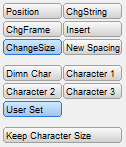 Position ChgString
ChgFrame Insert
ChangeSize New Spacing
Dimn Char Character 1
Character 2 Character 3
User Set
Keep Character Size